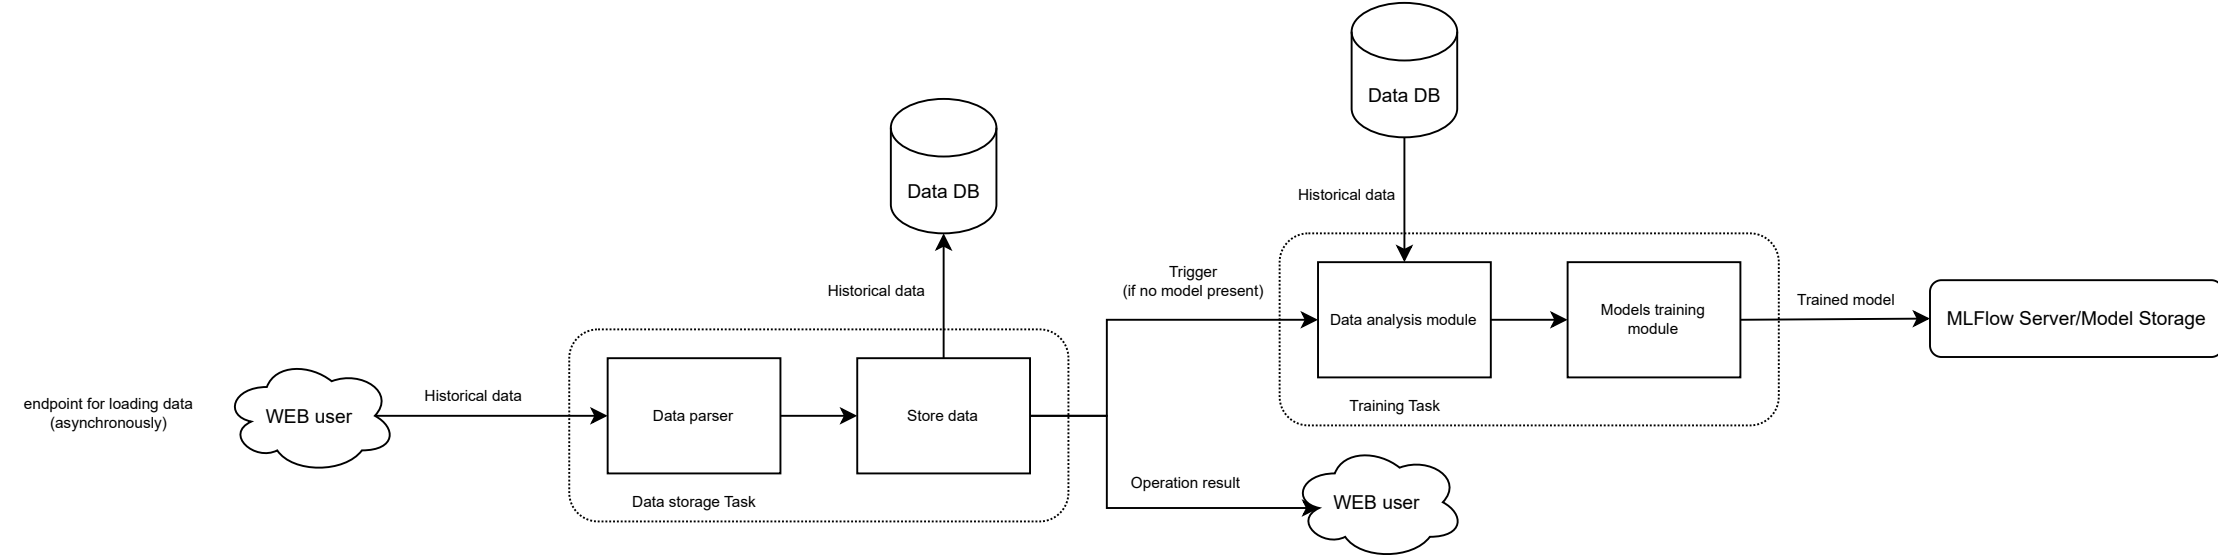 endpoint for loading data
(asynchronously)
WEB user
Historical data
Data parser
Store data
Data storage Task
Historical data
Data DB
Trigger
(if no model present)
Operation result
WEB user
Data DB
Historical data
Data analysis module
Models training
module
Training Task
Trained model
MLFlow Server/Model Storage